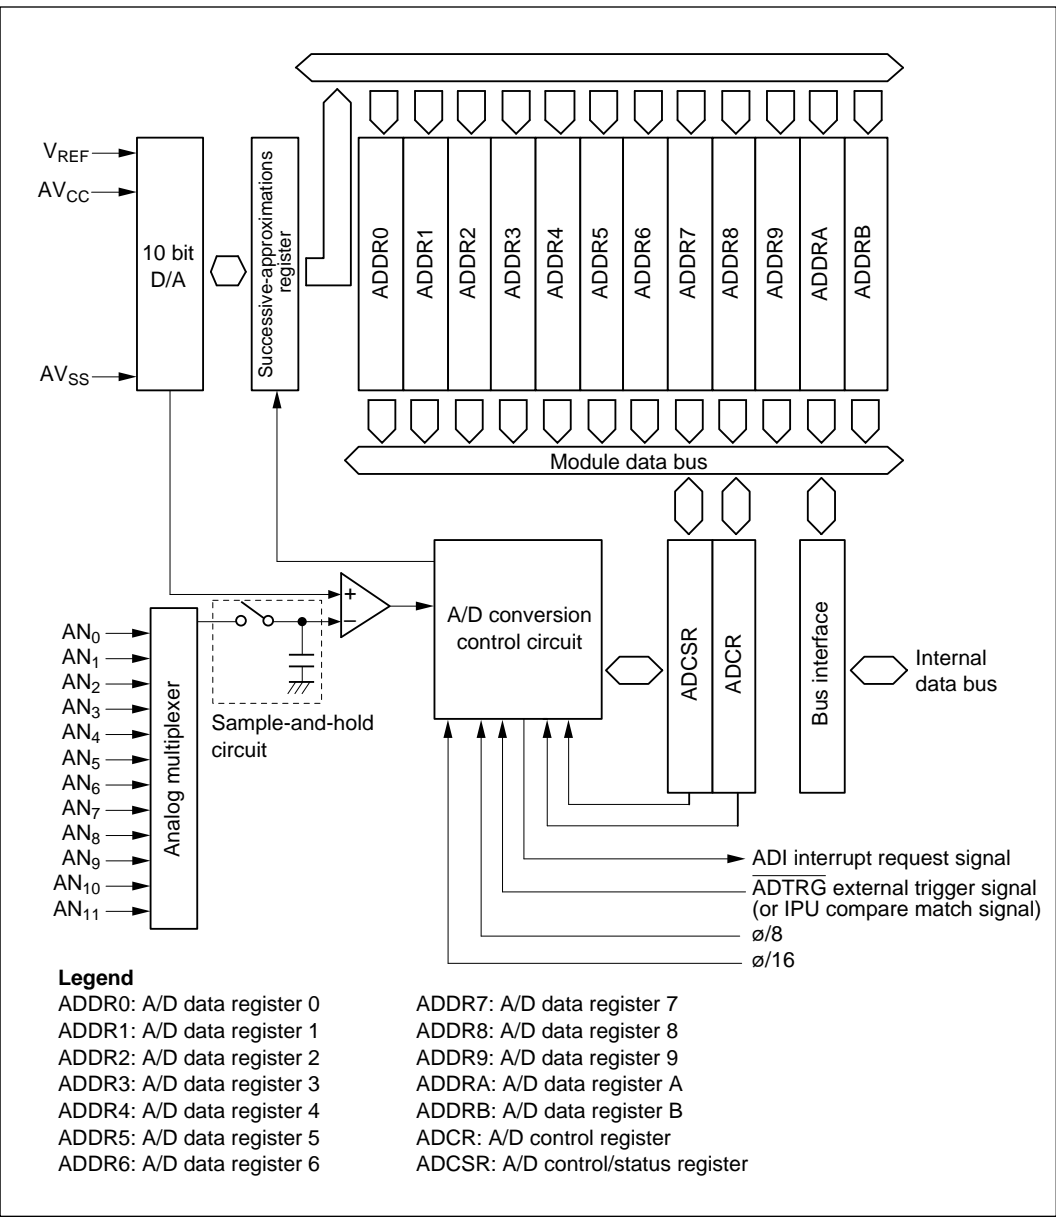 V_REF
AV_CC
AV_SS
10 bit
D/A
Successive-approximations
register
ADDR0
ADDR1
ADDR2
ADDR3
ADDR4
ADDR5
ADDR6
ADDR7
ADDR8
ADDR9
ADDRA
ADDRB
Module data bus
+
−
A/D conversion
control circuit
ADCSR
ADCR
Bus interface
Internal
data bus
AN0
AN1
AN2
AN3
AN4
AN5
AN6
AN7
AN8
AN9
AN10
AN11
Analog multiplexer
Sample-and-hold
circuit
ADI interrupt request signal
ADTRG external trigger signal
(or IPU compare match signal)
ø/8
ø/16
Legend
ADDR0: A/D data register 0
ADDR1: A/D data register 1
ADDR2: A/D data register 2
ADDR3: A/D data register 3
ADDR4: A/D data register 4
ADDR5: A/D data register 5
ADDR6: A/D data register 6
ADDR7: A/D data register 7
ADDR8: A/D data register 8
ADDR9: A/D data register 9
ADDRA: A/D data register A
ADDRB: A/D data register B
ADCR: A/D control register
ADCSR: A/D control/status register